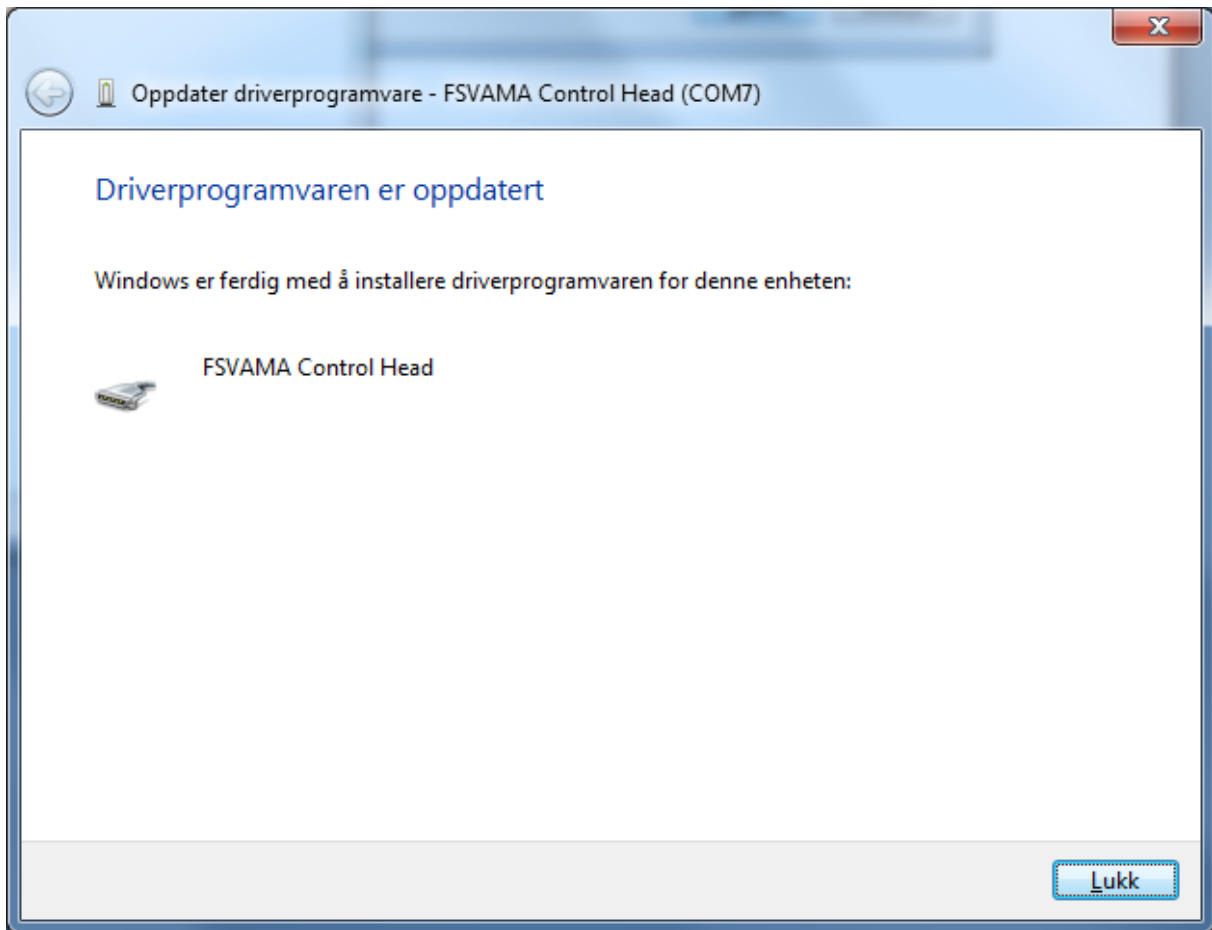 Oppdater driverprogramvare - FSVAMA Control Head (COM7)
Driverprogramvaren er oppdatert
Windows er ferdig med å installere driverprogramvaren for denne enheten:
FSVAMA Control Head
Lukk